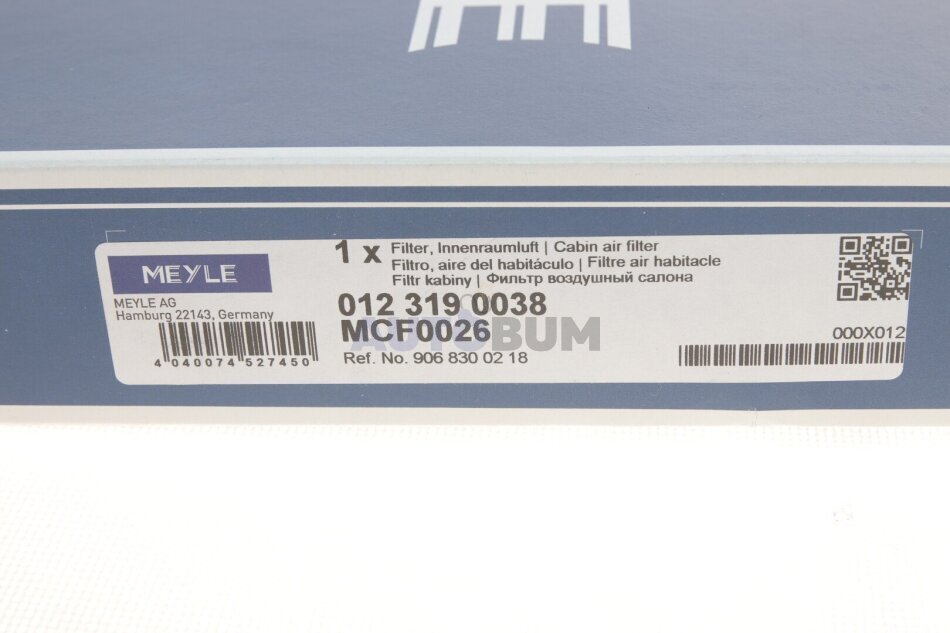 MEYLE
MEYLE AG
Hamburg 22143, Germany
4 040074 527450
1 x Filter, Innenraumluft | Cabin air filter
Filtro, aire del habitáculo | Filtre air habitacle
Filtr kabiny | Фильтр воздушный салона
012 319 0038
MCF0026
AUTOBUM
Ref. No. 906 830 02 18
000X012